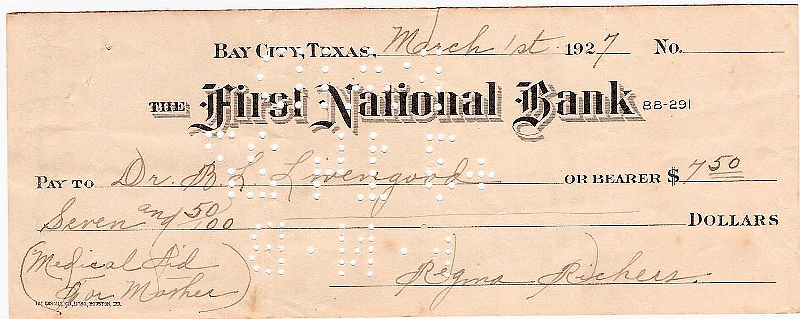 BAY CITY, TEXAS, March 1st 1927 No.
THE First National Bank 88-291
PAY TO Dr. B. L. Livengood OR BEARER $ 7 50
Seven and 50/100 DOLLARS
(Medical Aid
For Mother)
Regina Richers.